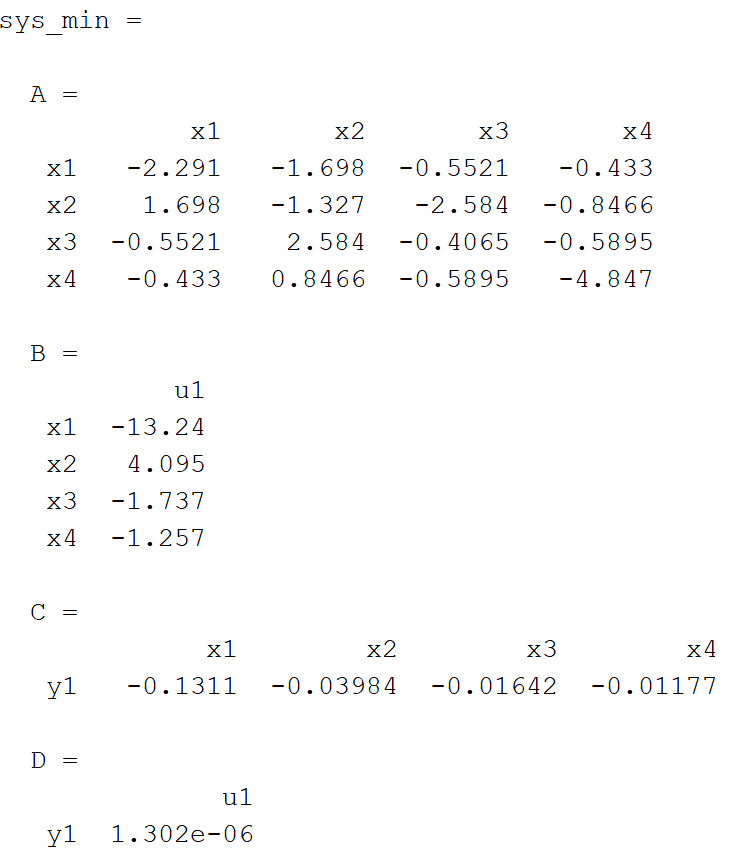 sys_min =
A =
x1 x2 x3 x4
x1 -2.291 -1.698 -0.5521 -0.433
x2 1.698 -1.327 -2.584 -0.8466
x3 -0.5521 2.584 -0.4065 -0.5895
x4 -0.433 0.8466 -0.5895 -4.847
B =
u1
x1 -13.24
x2 4.095
x3 -1.737
x4 -1.257
C =
x1 x2 x3 x4
y1 -0.1311 -0.03984 -0.01642 -0.01177
D =
u1
y1 1.302e-06